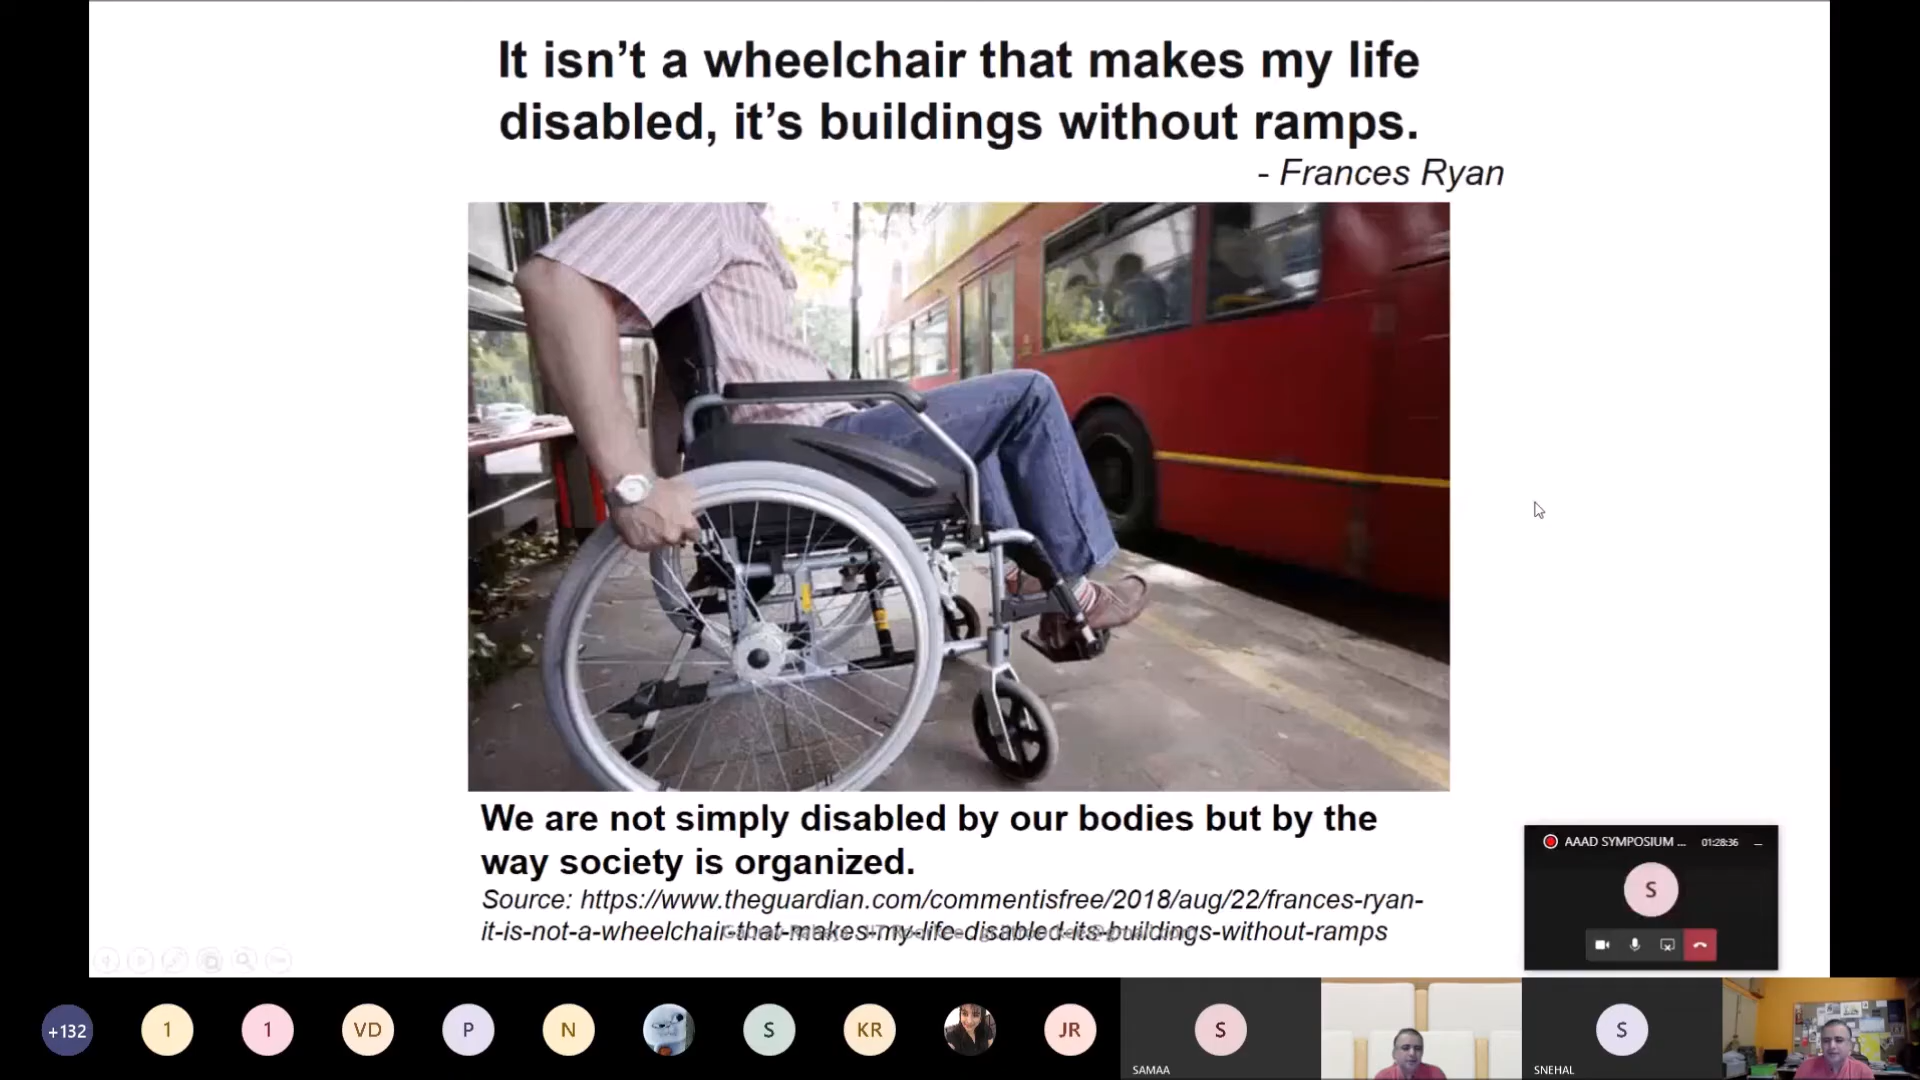 It isn’t a wheelchair that makes my life
disabled, it’s buildings without ramps.
- Frances Ryan
We are not simply disabled by our bodies but by the
way society is organized.
Source: https://www.theguardian.com/commentisfree/2018/aug/22/frances-ryan-
it-is-not-a-wheelchair-that-makes-my-life-disabled-its-buildings-without-ramps
AAAD SYMPOSIUM ... 01:28:36
S
+132 1 1 VD P N S KR JR S S
SAMAA SNEHAL